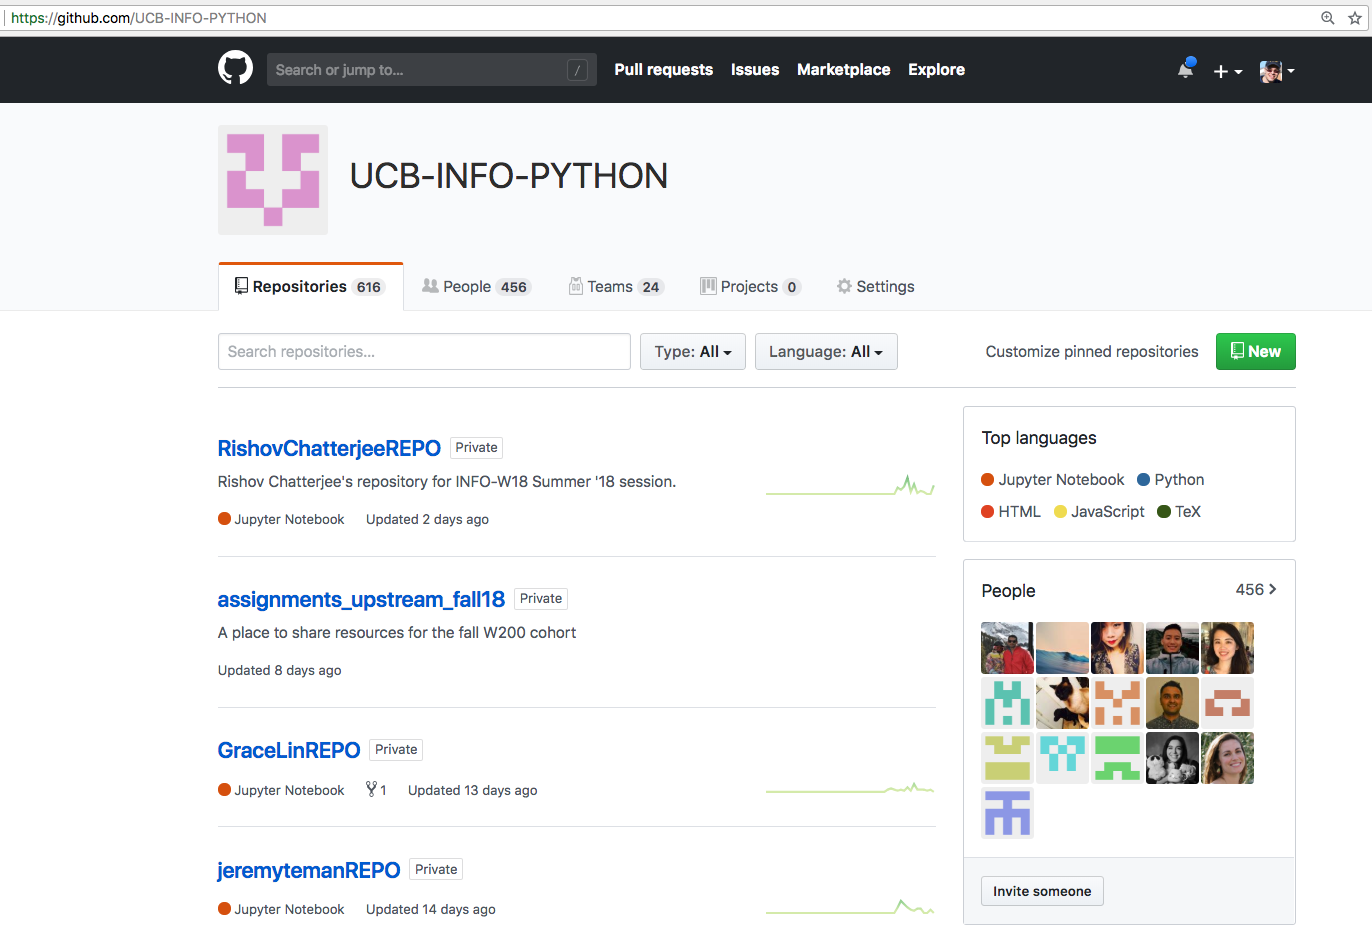 https://github.com/UCB-INFO-PYTHON
Search or jump to... / Pull requests Issues Marketplace Explore
UCB-INFO-PYTHON
Repositories 616 People 456 Teams 24 Projects 0 Settings
Search repositories... Type: All Language: All Customize pinned repositories New
RishovChatterjeeREPO Private
Rishov Chatterjee's repository for INFO-W18 Summer '18 session.
Jupyter Notebook Updated 2 days ago
assignments_upstream_fall18 Private
A place to share resources for the fall W200 cohort
Updated 8 days ago
GraceLinREPO Private
Jupyter Notebook 1 Updated 13 days ago
jeremytemanREPO Private
Jupyter Notebook Updated 14 days ago
Top languages
Jupyter Notebook Python
HTML JavaScript TeX
People 456
Invite someone